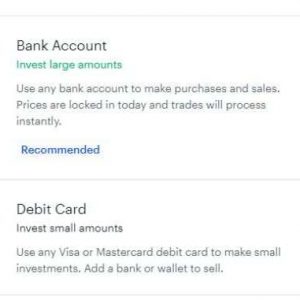 Bank Account
Invest large amounts
Use any bank account to make purchases and sales.
Prices are locked in today and trades will process
instantly.
Recommended
Debit Card
Invest small amounts
Use any Visa or Mastercard debit card to make small
investments. Add a bank or wallet to sell.